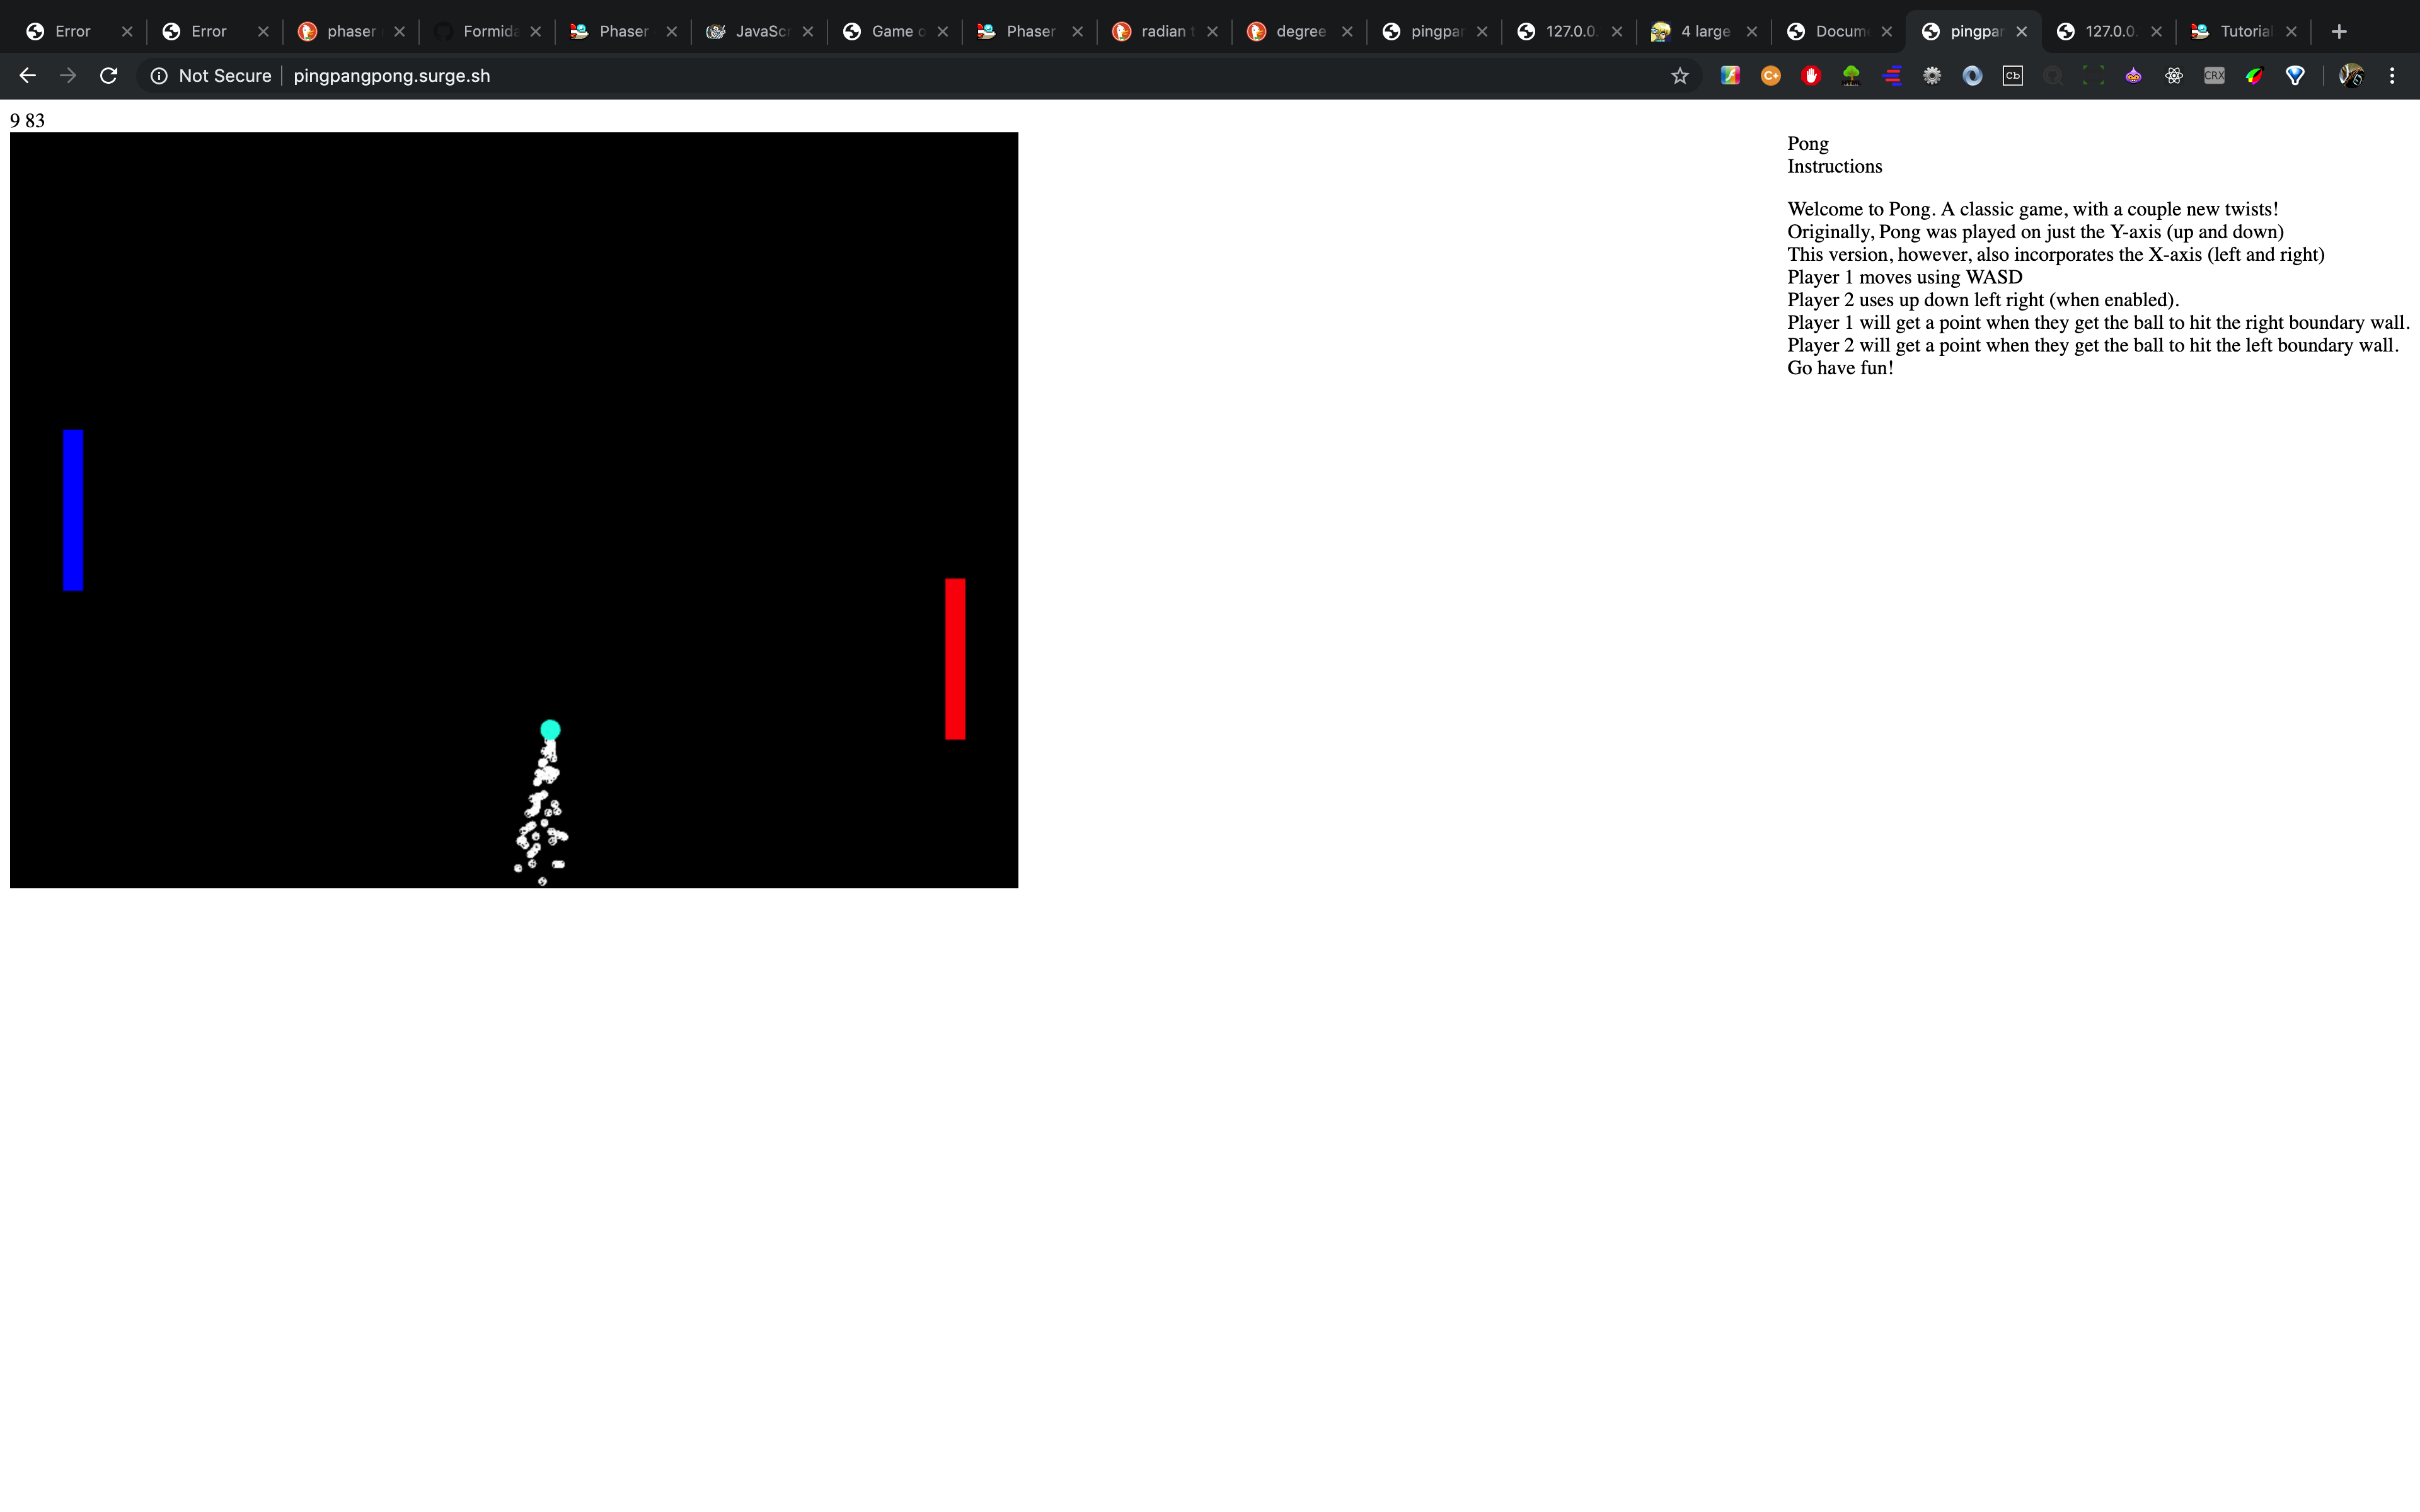 Error
Error
phaser
Formida
Phaser
JavaScr
Game o
Phaser
radian t
degree
pingpan
127.0.0.
4 large
Docum
pingpan
127.0.0.
Tutorial
Not Secure
pingpangpong.surge.sh
C+
Cb
CRX
9 83
Pong
Instructions
Welcome to Pong. A classic game, with a couple new twists!
Originally, Pong was played on just the Y-axis (up and down)
This version, however, also incorporates the X-axis (left and right)
Player 1 moves using WASD
Player 2 uses up down left right (when enabled).
Player 1 will get a point when they get the ball to hit the right boundary wall.
Player 2 will get a point when they get the ball to hit the left boundary wall.
Go have fun!